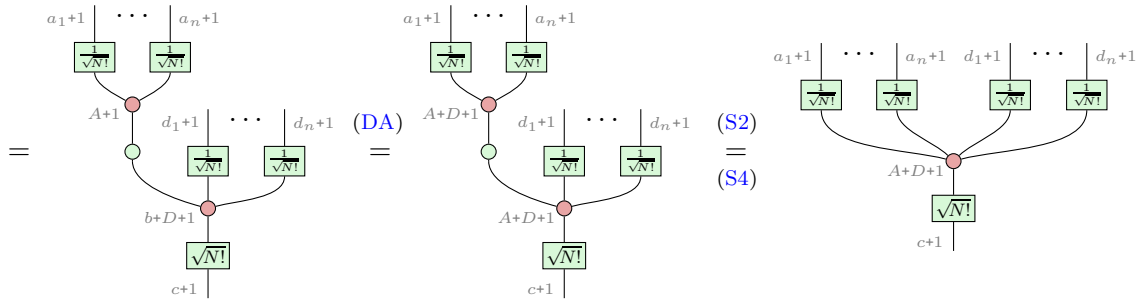 a₁+1 ··· aₙ+1 a₁+1 ··· aₙ+1
1/√N! 1/√N! 1/√N! 1/√N! a₁+1 ··· aₙ+1 d₁+1 ··· dₙ+1
A+1 A+D+1 1/√N! 1/√N! 1/√N! 1/√N!
d₁+1 ··· dₙ+1 (DA) d₁+1 ··· dₙ+1 (S2)
= 1/√N! 1/√N! = 1/√N! 1/√N! = A+D+1
(S4)
b+D+1 A+D+1 √N!
√N! √N! c+1
c+1 c+1